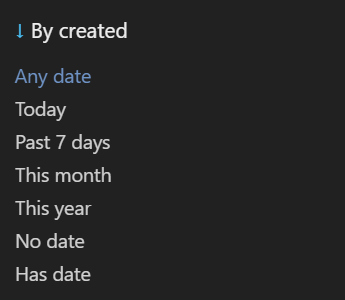 ↓ By created
Any date
Today
Past 7 days
This month
This year
No date
Has date